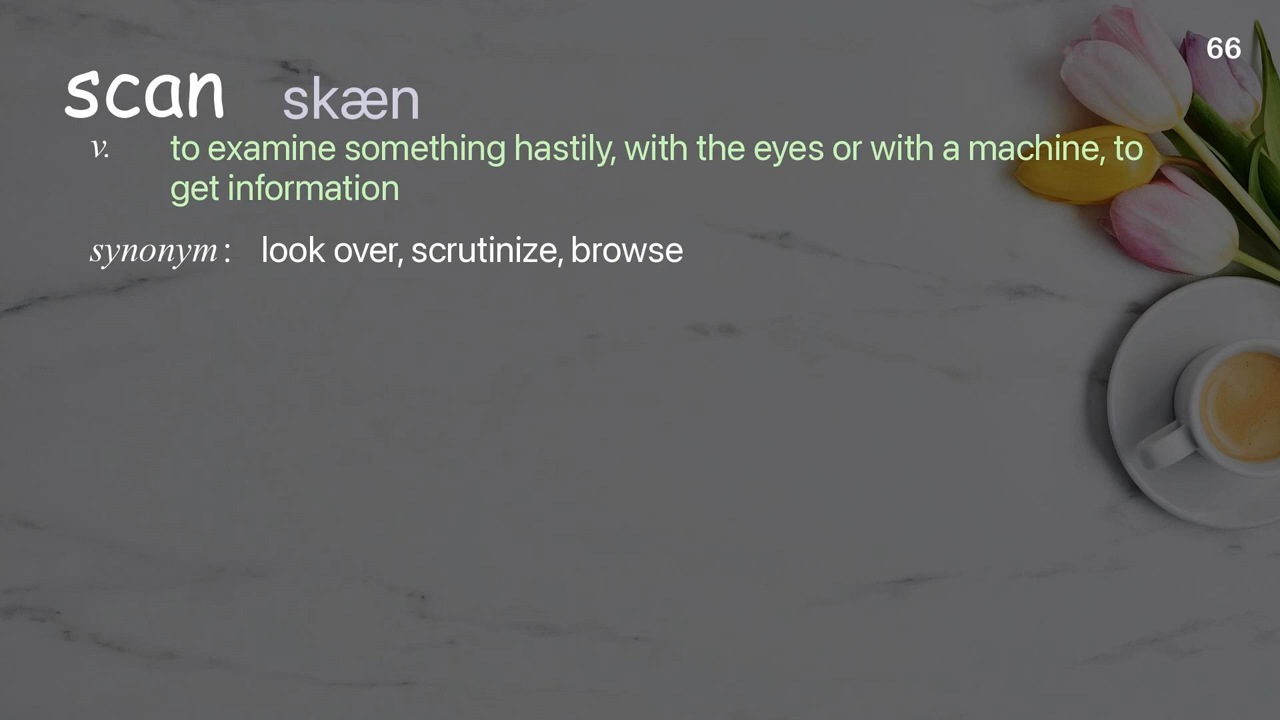 66
scan skæn
v. to examine something hastily, with the eyes or with a machine, to
get information
synonym: look over, scrutinize, browse